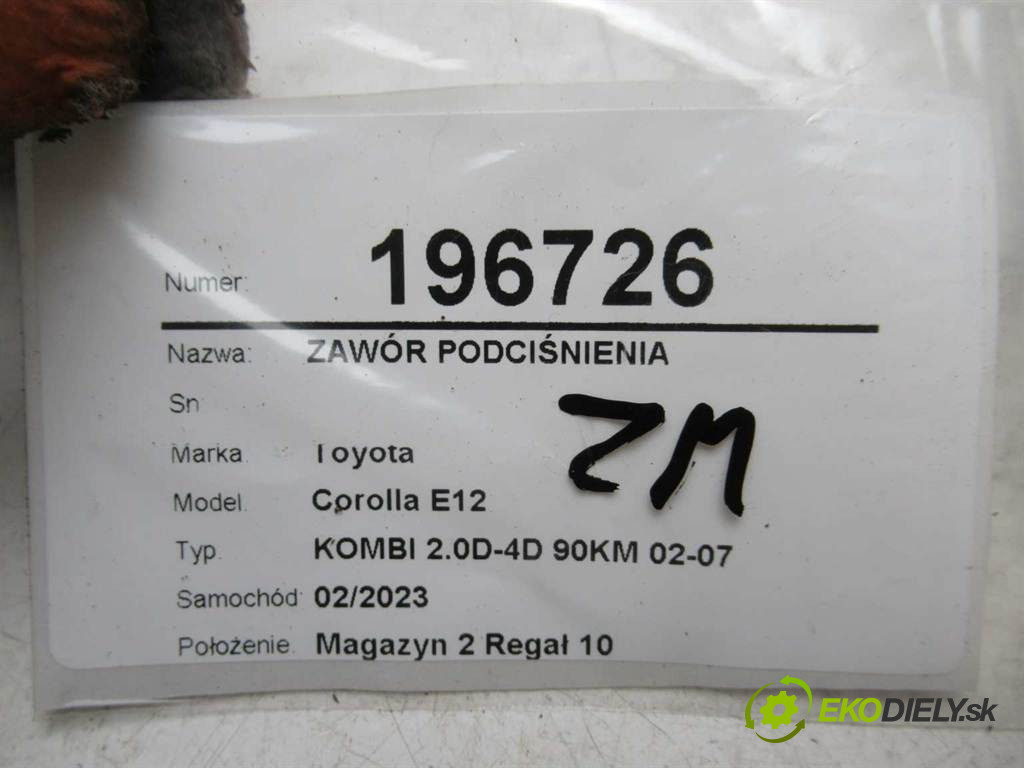 Numer: 196726
Nazwa: ZAWÓR PODCIŚNIENIA
Sn
ZM
Marka. Toyota
Model. Corolla E12
Typ. KOMBI 2.0D-4D 90KM 02-07
Samochód 02/2023
Położenie. Magazyn 2 Regał 10
EKODIELY.sk